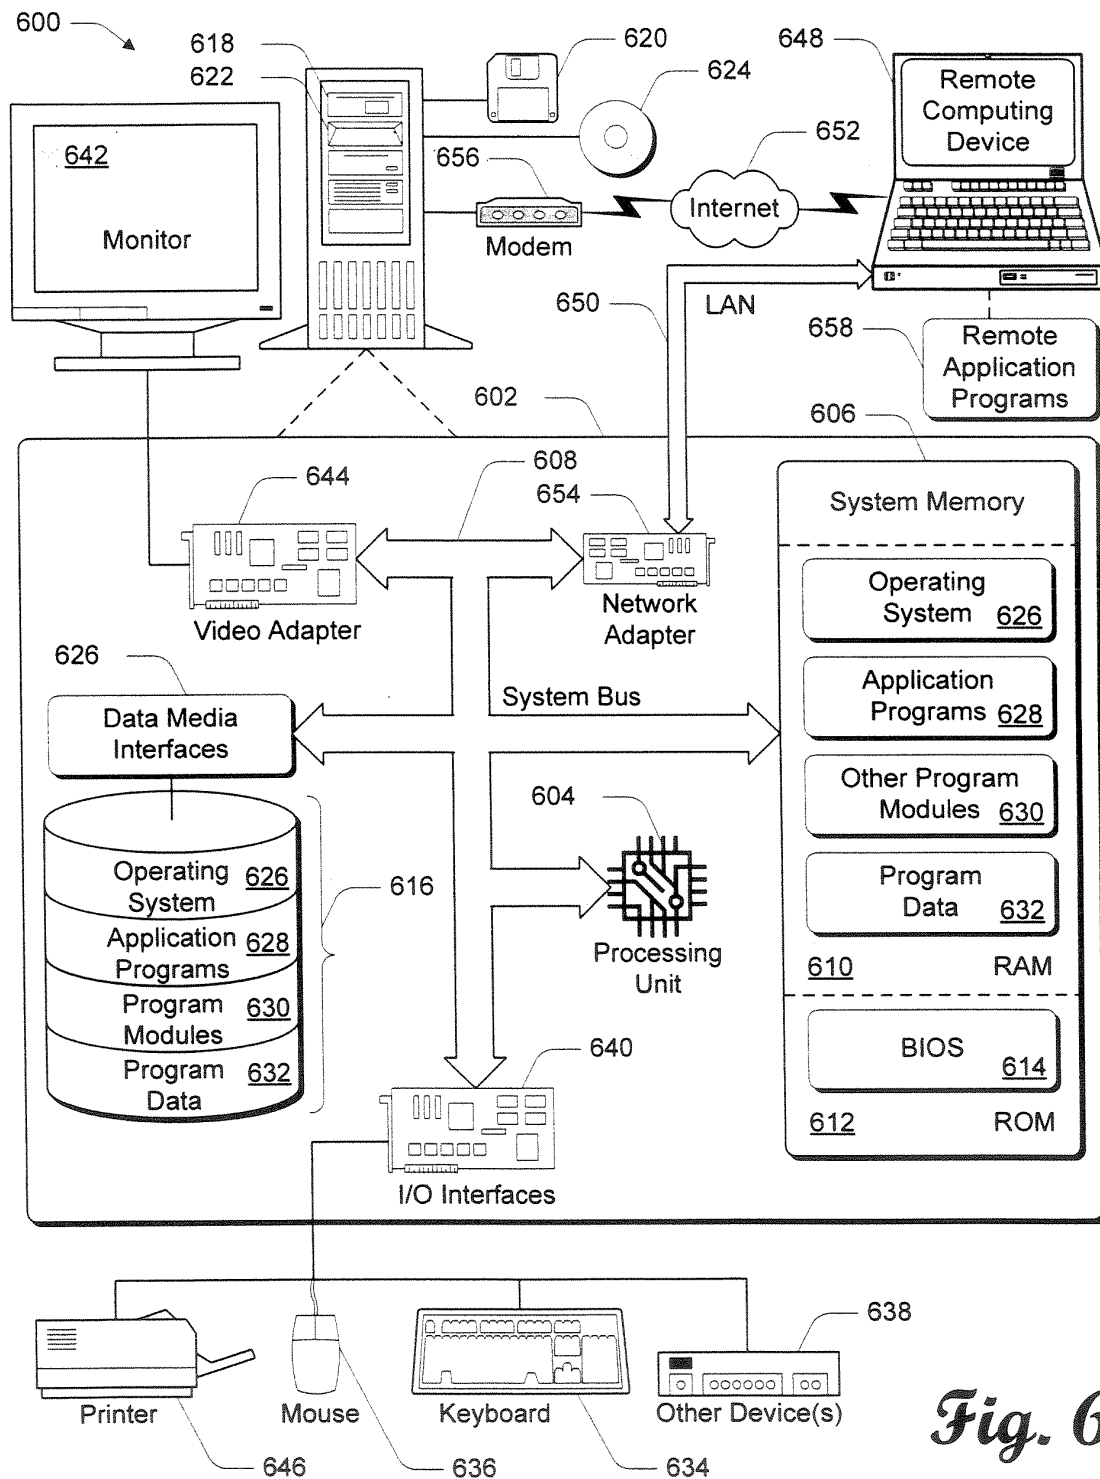 600
618
622
620
624
648
Remote
Computing
Device
642
Monitor
656
Modem
652
Internet
650
LAN
658
Remote
Application
Programs
602
606
608
644
654
System Memory
Video Adapter
Network
Adapter
Operating
System 626
626
Data Media
Interfaces
System Bus
Application
Programs 628
Other Program
Modules 630
604
Processing
Unit
Program
Data 632
610 RAM
Operating
System 626
616
Application
Programs 628
Program
Modules 630
Program
Data 632
BIOS
614
612 ROM
640
I/O Interfaces
638
Printer
Mouse
Keyboard
Other Device(s)
646
636
634
Fig. 6